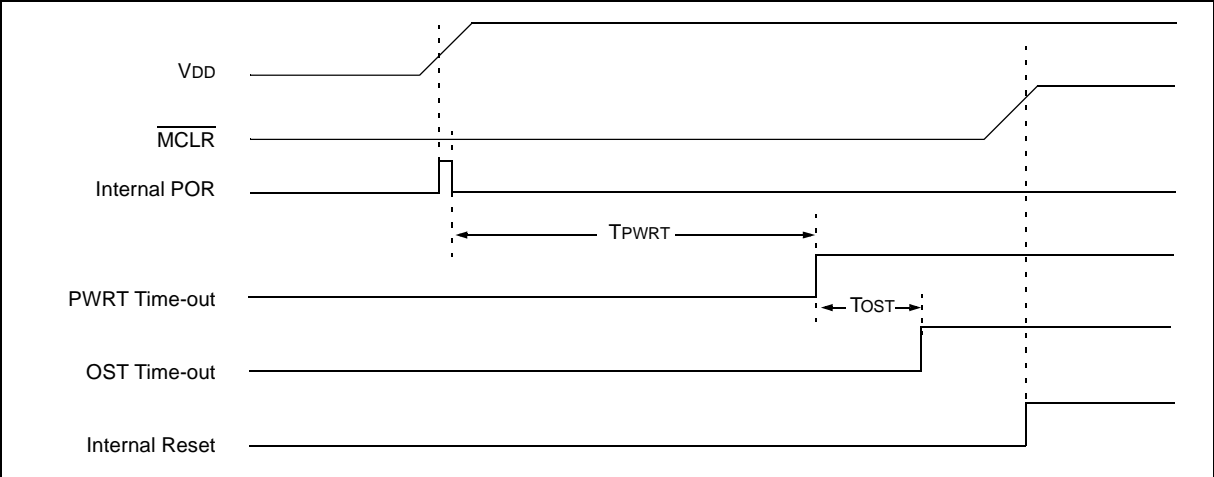 VDD
MCLR
Internal POR
TPWRT
PWRT Time-out
TOST
OST Time-out
Internal Reset